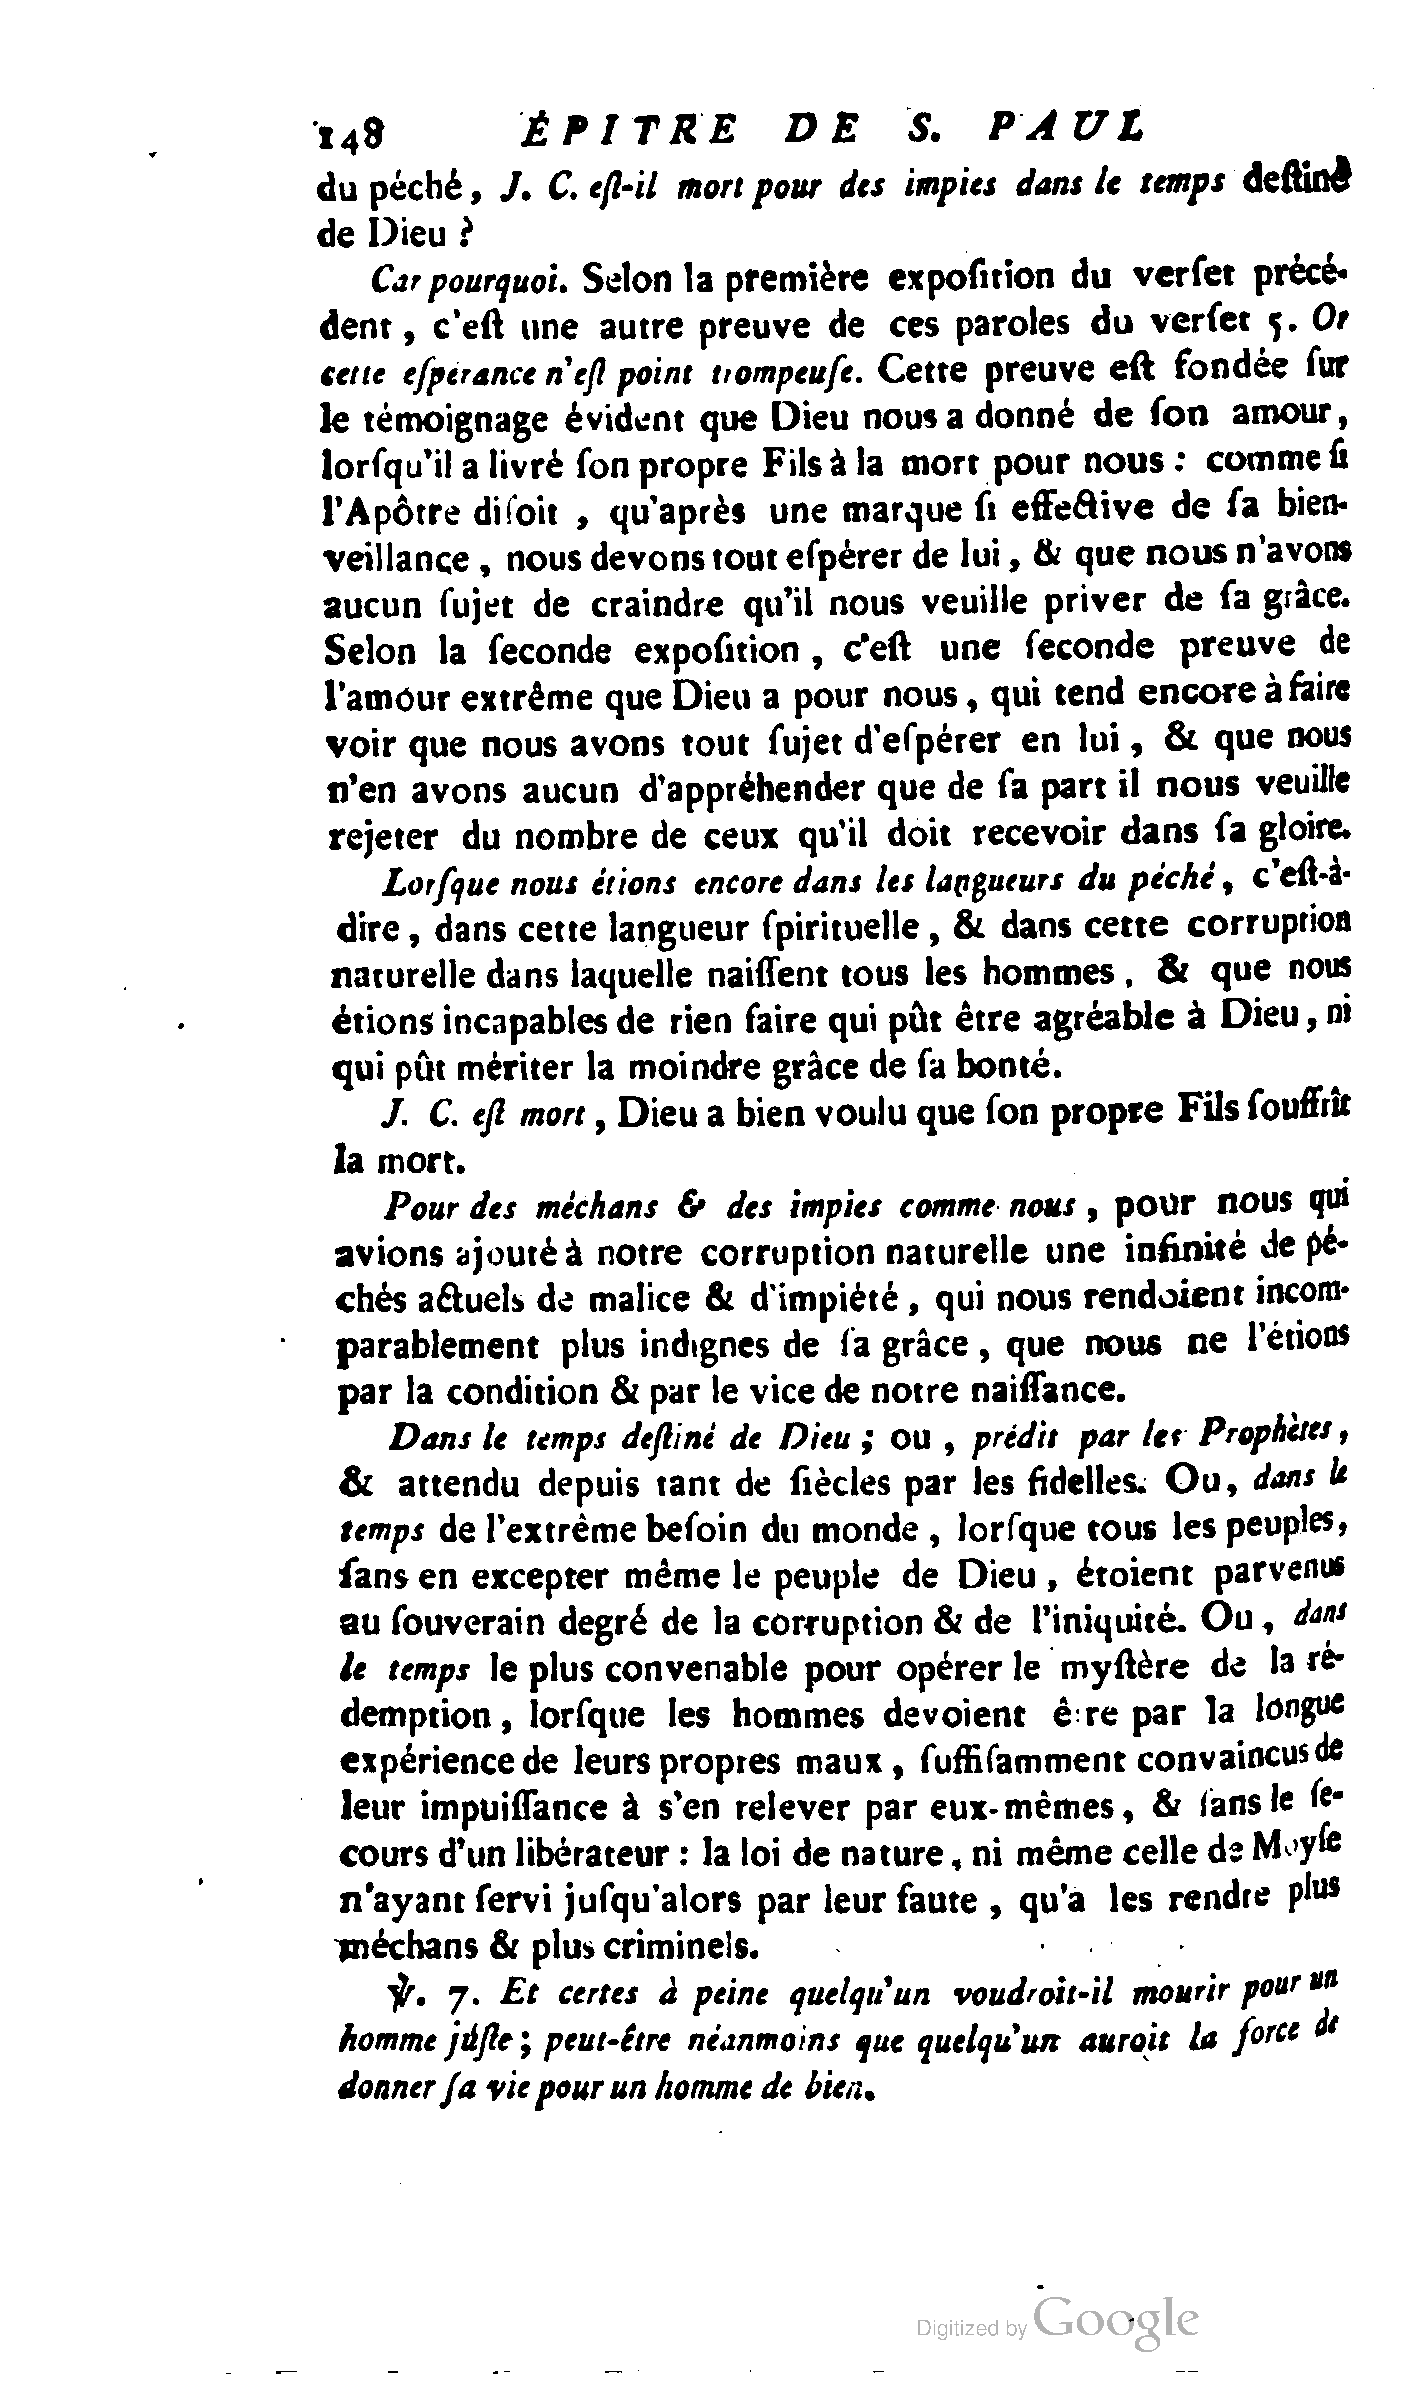 148 ÉPITRE DE S. PAUL
du péché, J. C. eſt-il mort pour des impies dans le temps deſtiné
de Dieu ?
Car pourquoi. Selon la première expoſition du verſet précé-
dent, c'eſt une autre preuve de ces paroles du verſet 5. Or
cette eſpérance n'eſt point trompeuſe. Cette preuve eſt fondée ſur
le témoignage évident que Dieu nous a donné de ſon amour,
lorſqu'il a livré ſon propre Fils à la mort pour nous : comme ſi
l'Apôtre diſoit, qu'après une marque ſi effective de ſa bien-
veillance, nous devons tout eſpérer de lui, & que nous n'avons
aucun ſujet de craindre qu'il nous veuille priver de ſa grâce.
Selon la ſeconde expoſition, c'eſt une ſeconde preuve de
l'amour extrême que Dieu a pour nous, qui tend encore à faire
voir que nous avons tout ſujet d'eſpérer en lui, & que nous
n'en avons aucun d'appréhender que de ſa part il nous veuille
rejeter du nombre de ceux qu'il doit recevoir dans ſa gloire.
Lorſque nous étions encore dans les langueurs du péché, c'eſt-à-
dire, dans cette langueur ſpirituelle, & dans cette corruption
naturelle dans laquelle naiſſent tous les hommes, & que nous
étions incapables de rien faire qui pût être agréable à Dieu, ni
qui pût mériter la moindre grâce de ſa bonté.
J. C. eſt mort, Dieu a bien voulu que ſon propre Fils ſouffrît
la mort.
Pour des méchans & des impies comme nous, pour nous qui
avions ajouté à notre corruption naturelle une infinité de pé-
chés actuels de malice & d'impiété, qui nous rendoient incom-
parablement plus indignes de ſa grâce, que nous ne l'étions
par la condition & par le vice de notre naiſſance.
Dans le temps deſtiné de Dieu ; ou, prédit par les Prophètes,
& attendu depuis tant de ſiècles par les fidelles. Ou, dans le
temps de l'extrême beſoin du monde, lorſque tous les peuples,
ſans en excepter même le peuple de Dieu, étoient parvenus
au ſouverain degré de la corruption & de l'iniquité. Ou, dans
le temps le plus convenable pour opérer le myſtère de la ré-
demption, lorſque les hommes devoient être par la longue
expérience de leurs propres maux, ſuffiſamment convaincus de
leur impuiſſance à s'en relever par eux-mêmes, & ſans le ſe-
cours d'un libérateur : la loi de nature, ni même celle de Moyſe
n'ayant ſervi juſqu'alors par leur faute, qu'à les rendre plus
méchans & plus criminels.
℣. 7. Et certes à peine quelqu'un voudroit-il mourir pour un
homme juſte ; peut-être néanmoins que quelqu'un auroit la force de
donner ſa vie pour un homme de bien.
Digitized by Google